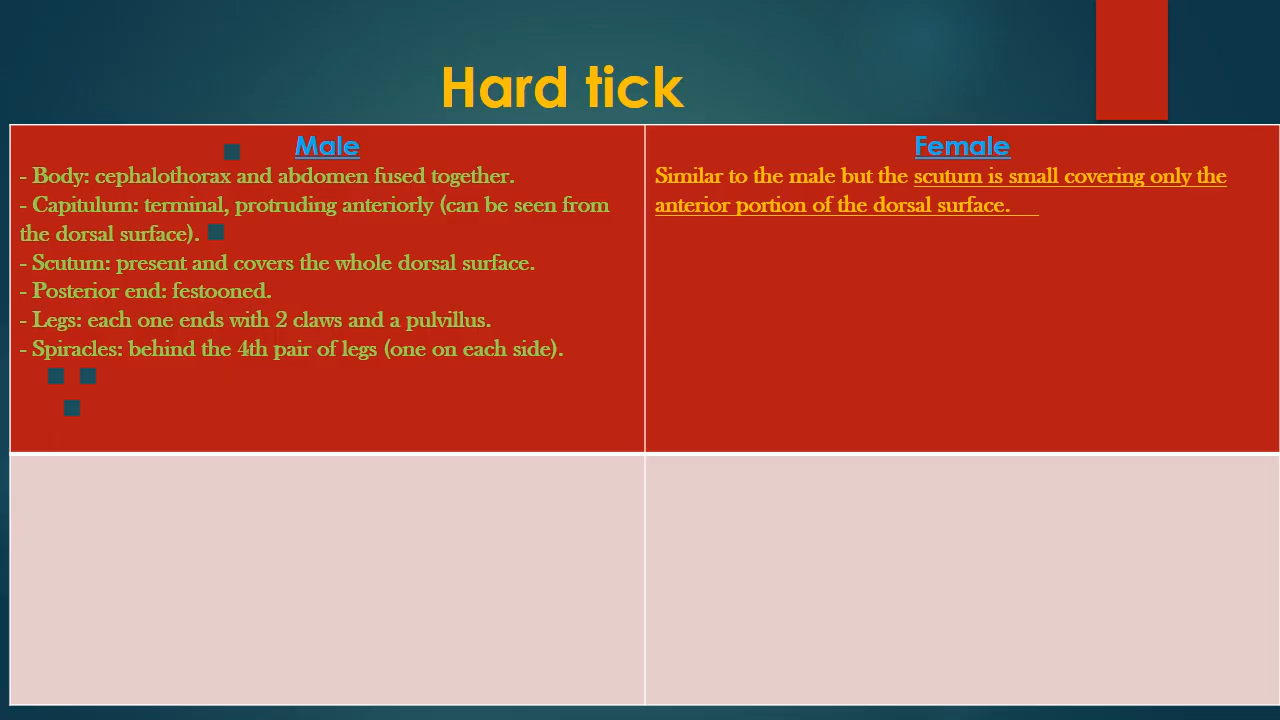 Hard tick
Male
- Body: cephalothorax and abdomen fused together.
- Capitulum: terminal, protruding anteriorly (can be seen from
the dorsal surface).
- Scutum: present and covers the whole dorsal surface.
- Posterior end: festooned.
- Legs: each one ends with 2 claws and a pulvillus.
- Spiracles: behind the 4th pair of legs (one on each side).
Female
Similar to the male but the scutum is small covering only the
anterior portion of the dorsal surface.